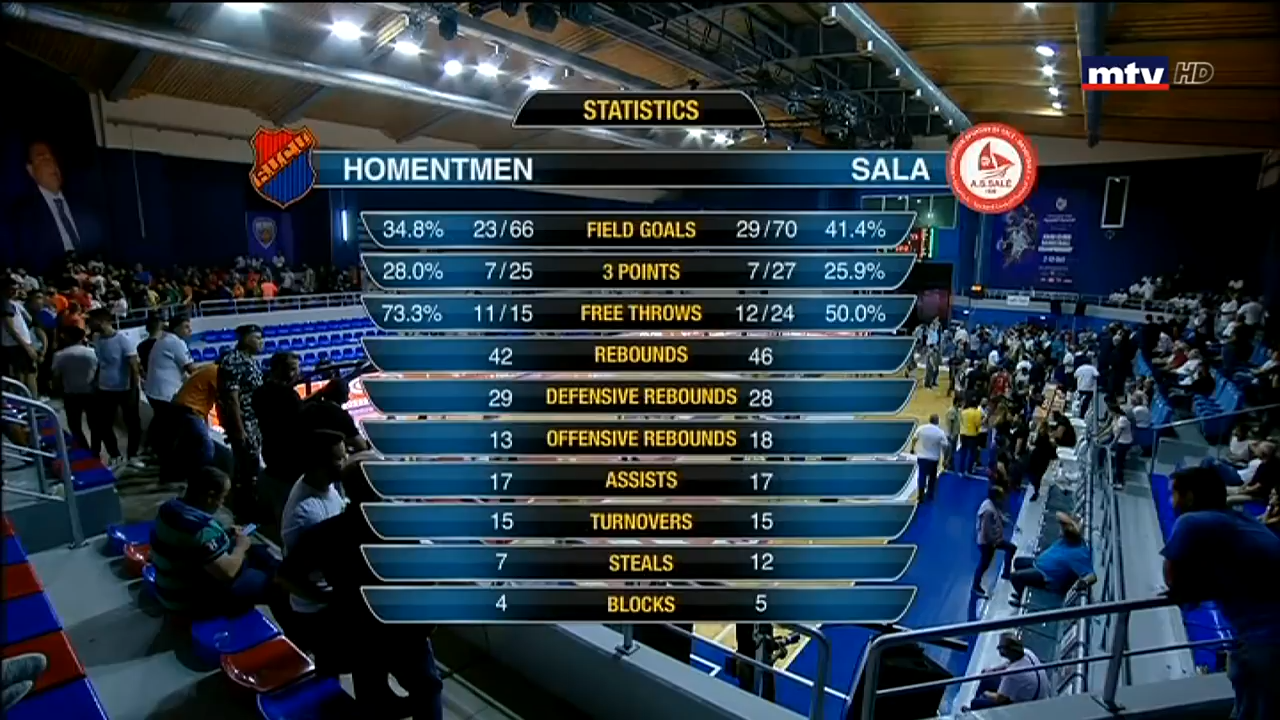 mtv HD
STATISTICS
HOMENTMEN SALA
A.S.SALÉ
34.8% 23/66 FIELD GOALS 29/70 41.4%
28.0% 7/25 3 POINTS 7/27 25.9%
73.3% 11/15 FREE THROWS 12/24 50.0%
42 REBOUNDS 46
29 DEFENSIVE REBOUNDS 28
13 OFFENSIVE REBOUNDS 18
17 ASSISTS 17
15 TURNOVERS 15
7 STEALS 12
4 BLOCKS 5